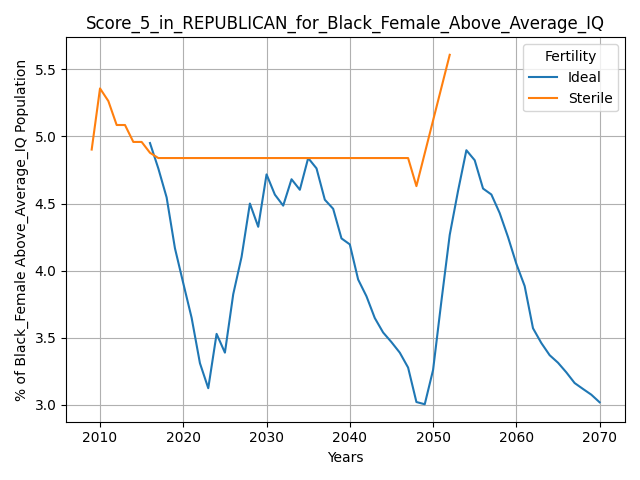 Score_5_in_REPUBLICAN_for_Black_Female_Above_Average_IQ
Fertility
Ideal
Sterile
% of Black_Female Above_Average_IQ Population
5.5
5.0
4.5
4.0
3.5
3.0
2010 2020 2030 2040 2050 2060 2070
Years